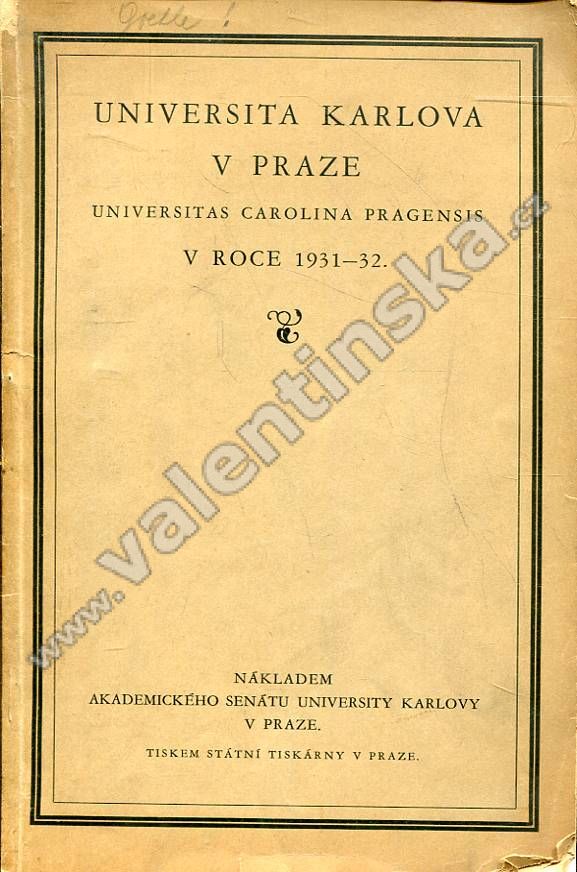 UNIVERSITA KARLOVA
V PRAZE
UNIVERSITAS CAROLINA PRAGENSIS
V ROCE 1931–32.
www.valentinska.cz
NÁKLADEM
AKADEMICKÉHO SENÁTU UNIVERSITY KARLOVY
V PRAZE.
TISKEM STÁTNÍ TISKÁRNY V PRAZE.